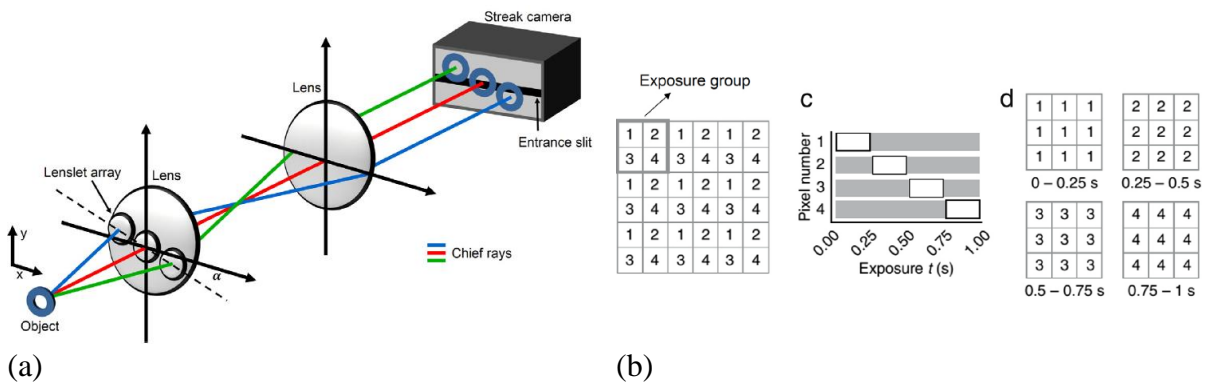 Streak camera
Lens
Entrance slit
Lenslet array
Lens
y
x
α
Chief rays
Object
(a)
Exposure group
1 2 1 2 1 2
3 4 3 4 3 4
1 2 1 2 1 2
3 4 3 4 3 4
1 2 1 2 1 2
3 4 3 4 3 4
(b)
c
Pixel number
1
2
3
4
0.00 0.25 0.50 0.75 1.00
Exposure t (s)
d
1 1 1
1 1 1
1 1 1
0 – 0.25 s
2 2 2
2 2 2
2 2 2
0.25 – 0.5 s
3 3 3
3 3 3
3 3 3
0.5 – 0.75 s
4 4 4
4 4 4
4 4 4
0.75 – 1 s